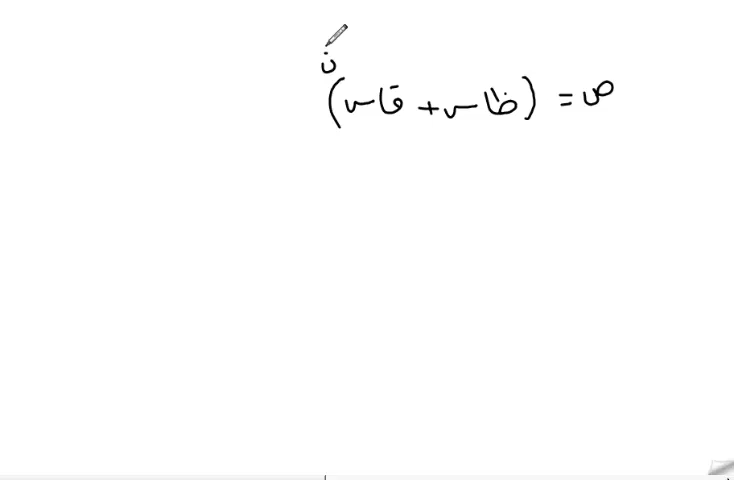 ص = (ظاس + قاس)ن